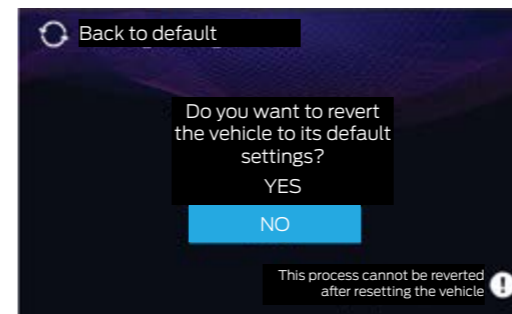 Back to default
Do you want to revert
the vehicle to its default
settings?
YES
NO
This process cannot be reverted
after resetting the vehicle